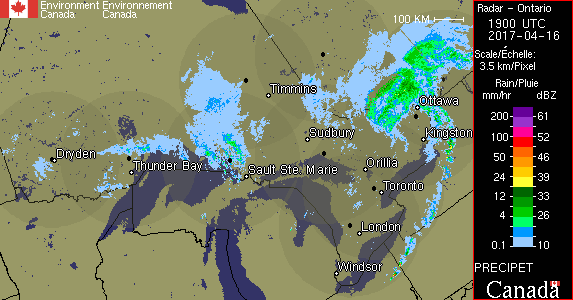 Environment Environnement
Canada Canada
100 KM
Timmins
Ottawa
Sudbury
Kingston
Dryden
Thunder Bay
Sault Ste. Marie
Orillia
Toronto
London
Windsor
Radar - Ontario
1900 UTC
2017-04-16
Scale/Échelle:
3.5 km/Pixel
Rain/Pluie
mm/hr dBZ
200 61
100 52
50 46
24 39
12 33
4 26
0.1 10
PRECIPET
Canada